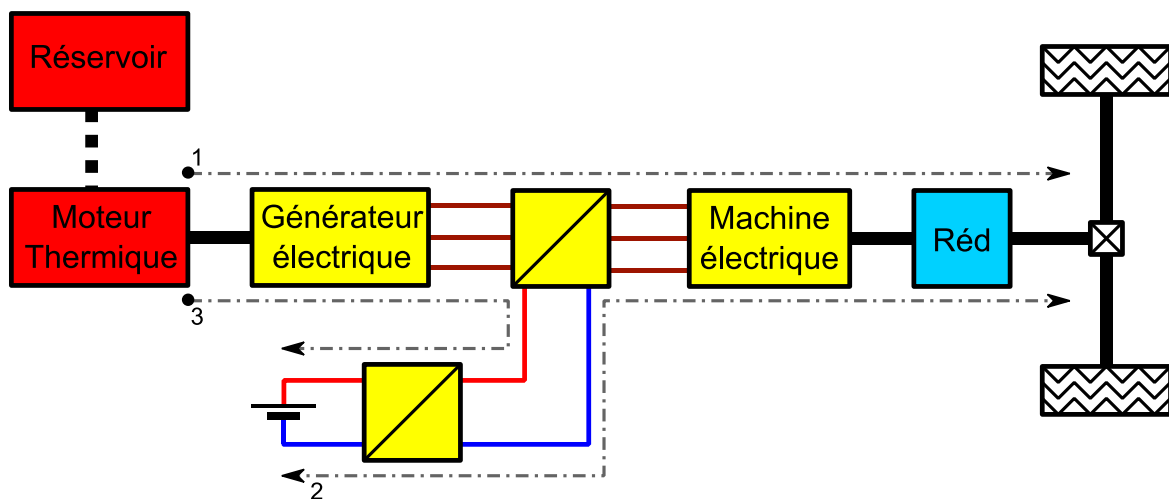 Réservoir
1
Moteur
Thermique
Générateur
électrique
Machine
électrique
Réd
3
2